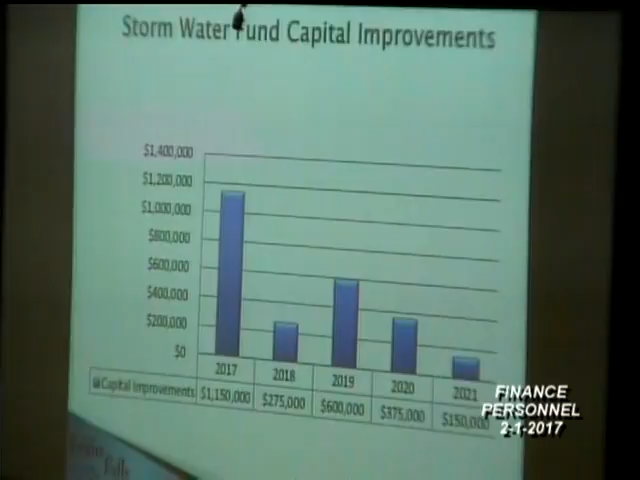 Storm Water Fund Capital Improvements
$1,400,000
$1,200,000
$1,000,000
$800,000
$600,000
$400,000
$200,000
$0
2017 2018 2019 2020 2021
Capital Improvements $1,150,000 $275,000 $600,000 $375,000 $150,000
Falls
FINANCE
PERSONNEL
2-1-2017